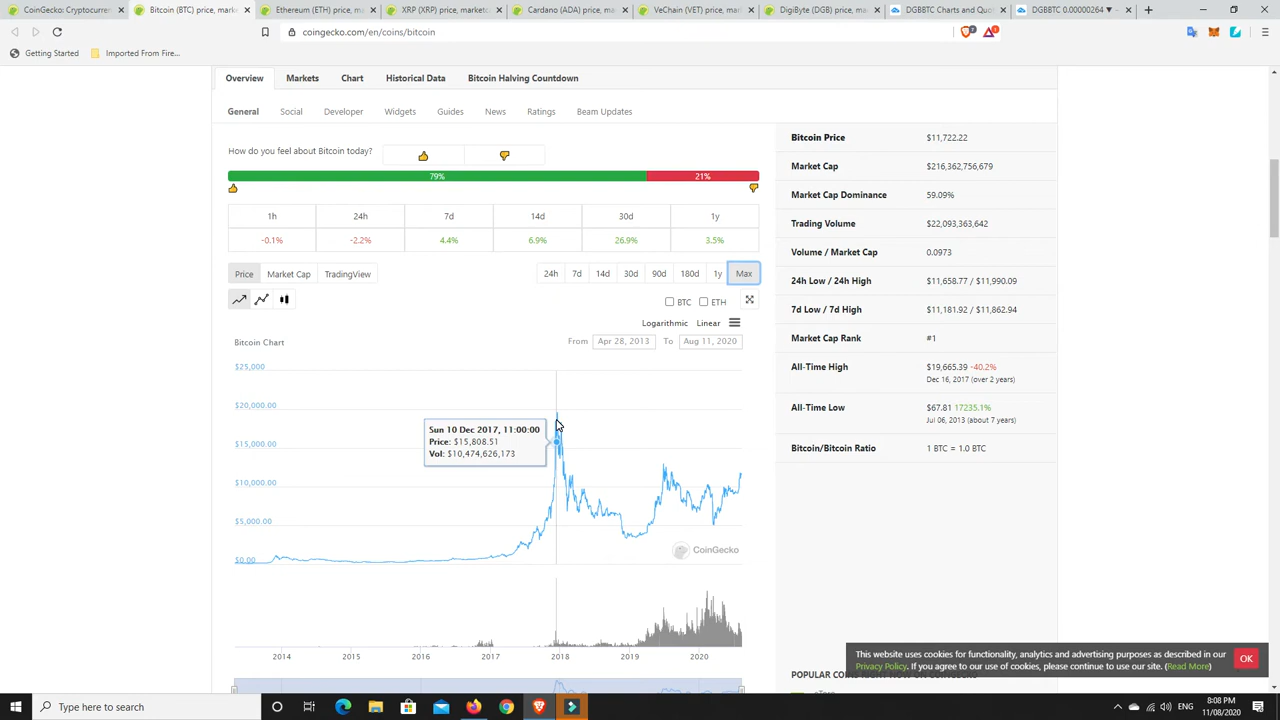 CoinGecko: Cryptocurrency
Bitcoin (BTC) price, marke
Ethereum (ETH) price, mark
XRP (XRP) price, marketc
Cardano (ADA) price, mar
VeChain (VET) price, mark
DigiByte (DGB) price, mar
DGBBTC Charts and Quot
DGBBTC 0.00000264 ▼
coingecko.com/en/coins/bitcoin
Getting Started
Imported From Fire...
Overview
Markets
Chart
Historical Data
Bitcoin Halving Countdown
General
Social
Developer
Widgets
Guides
News
Ratings
Beam Updates
How do you feel about Bitcoin today?
79%
21%
1h 24h 7d 14d 30d 1y
-0.1% -2.2% 4.4% 6.9% 26.9% 3.5%
Price Market Cap TradingView
24h 7d 14d 30d 90d 180d 1y Max
BTC ETH
Logarithmic Linear
Bitcoin Chart
From Apr 28, 2013 To Aug 11, 2020
$25,000
$20,000.00
$15,000.00
$10,000.00
$5,000.00
$0.00
Sun 10 Dec 2017, 11:00:00
Price: $15,808.51
Vol: $10,474,626,173
CoinGecko
2014 2015 2016 2017 2018 2019 2020
Bitcoin Price $11,722.22
Market Cap $216,362,756,679
Market Cap Dominance 59.09%
Trading Volume $22,093,363,642
Volume / Market Cap 0.0973
24h Low / 24h High $11,658.77 / $11,990.09
7d Low / 7d High $11,181.92 / $11,862.94
Market Cap Rank #1
All-Time High $19,665.39 -40.2%
Dec 16, 2017 (over 2 years)
All-Time Low $67.81 17235.1%
Jul 06, 2013 (about 7 years)
Bitcoin/Bitcoin Ratio 1 BTC = 1.0 BTC
This website uses cookies for functionality, analytics and advertising purposes as described in our
Privacy Policy. If you agree to our use of cookies, please continue to use our site. (Read More)
OK
POPULAR COINS RIGHT NOW ON COINGECKO
Type here to search
8:08 PM
11/08/2020